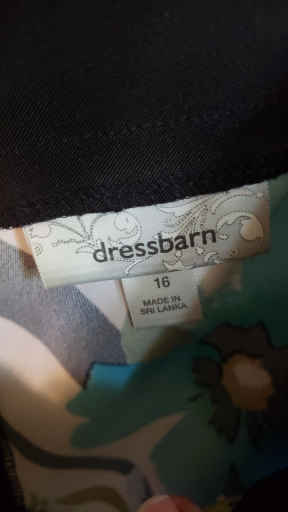 dressbarn
16
MADE IN
SRI LANKA